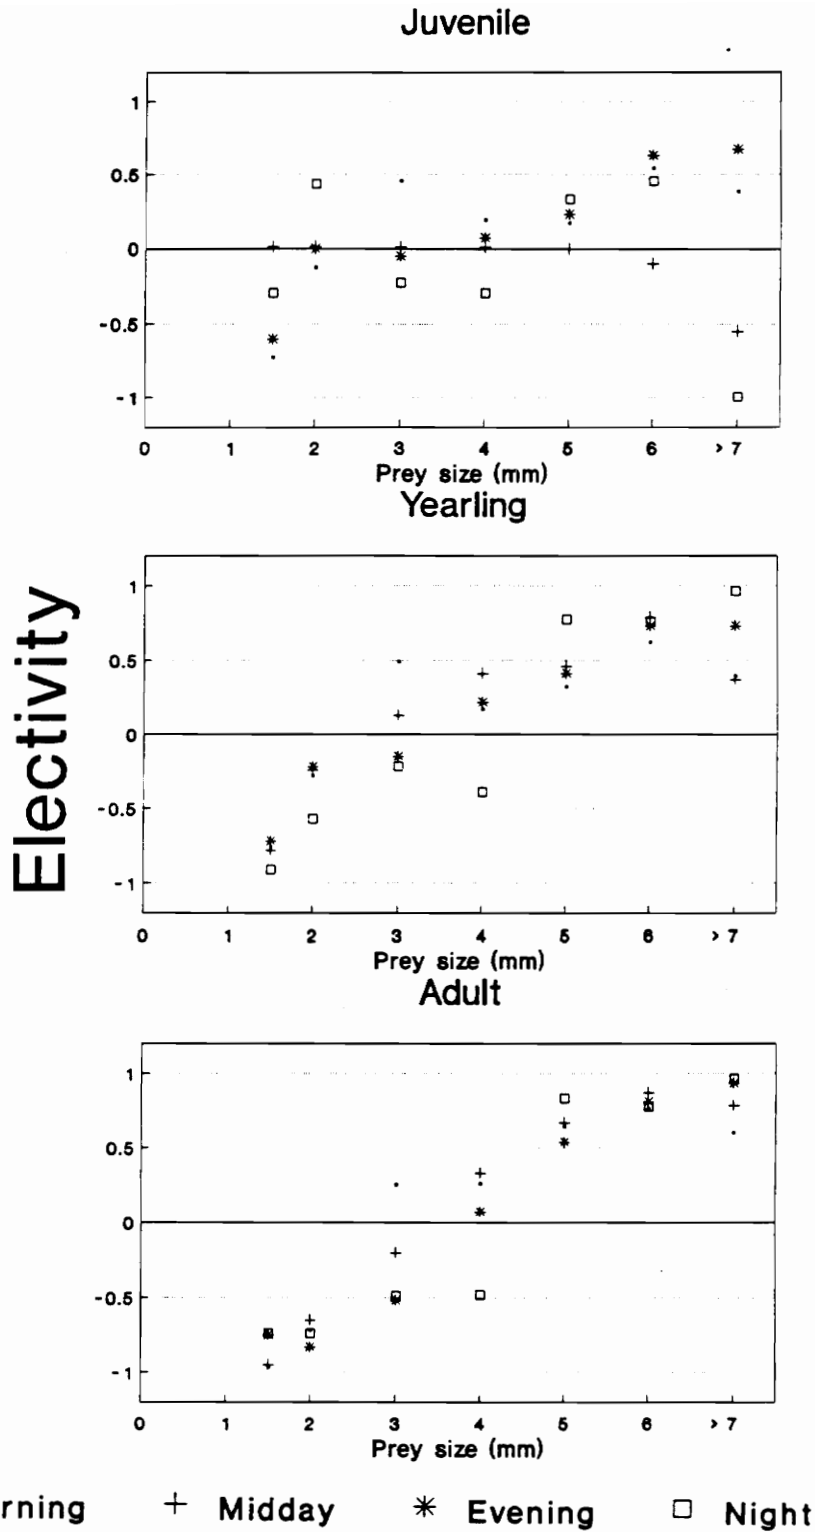 Juvenile
1
0.5
0
-0.5
-1
0 1 2 3 4 5 6 > 7
Prey size (mm)
Yearling
Electivity
1
0.5
0
-0.5
-1
0 1 2 3 4 5 6 > 7
Prey size (mm)
Adult
1
0.5
0
-0.5
-1
0 1 2 3 4 5 6 > 7
Prey size (mm)
rning + Midday * Evening □ Night